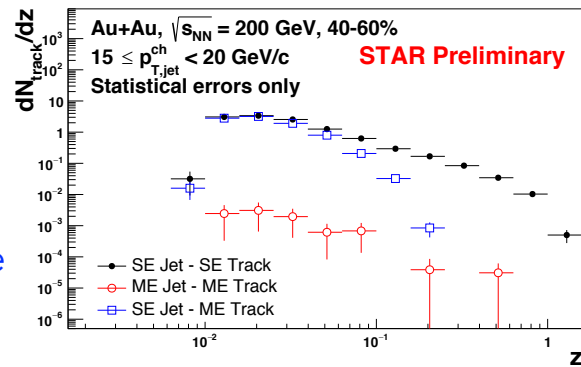 Au+Au, √s_NN = 200 GeV, 40-60%
15 ≤ p^ch_T,jet < 20 GeV/c
STAR Preliminary
Statistical errors only
dN_track/dz
10^3
10^2
10
1
10^-1
10^-2
10^-3
10^-4
10^-5
10^-6
SE Jet - SE Track
ME Jet - ME Track
SE Jet - ME Track
10^-2
10^-1
1
z